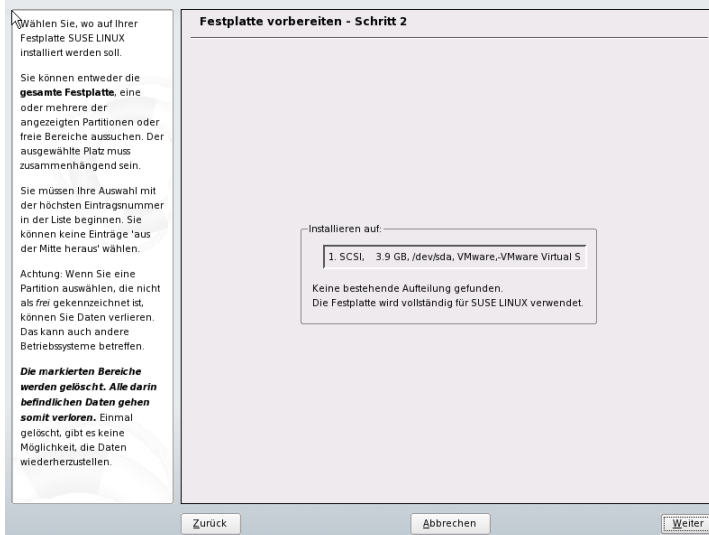 Wählen Sie, wo auf Ihrer
Festplatte SUSE LINUX
installiert werden soll.
Sie können entweder die
gesamte Festplatte, eine
oder mehrere der
angezeigten Partitionen oder
freie Bereiche aussuchen. Der
ausgewählte Platz muss
zusammenhängend sein.
Sie müssen Ihre Auswahl mit
der höchsten Eintragsnummer
in der Liste beginnen. Sie
können keine Einträge 'aus
der Mitte heraus' wählen.
Achtung: Wenn Sie eine
Partition auswählen, die nicht
als frei gekennzeichnet ist,
können Sie Daten verlieren.
Das kann auch andere
Betriebssysteme betreffen.
Die markierten Bereiche
werden gelöscht. Alle darin
befindlichen Daten gehen
somit verloren. Einmal
gelöscht, gibt es keine
Möglichkeit, die Daten
wiederherzustellen.
Festplatte vorbereiten - Schritt 2
Installieren auf:
1. SCSI, 3.9 GB, /dev/sda, VMware,-VMware Virtual S
Keine bestehende Aufteilung gefunden.
Die Festplatte wird vollständig für SUSE LINUX verwendet.
Zurück
Abbrechen
Weiter